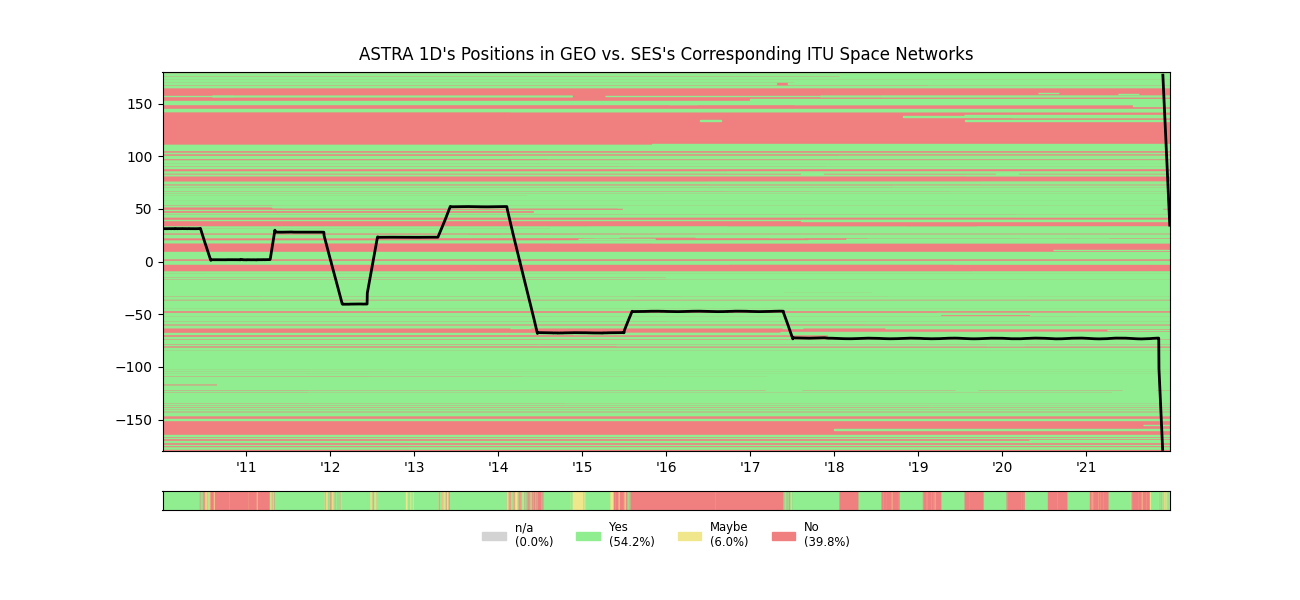 ASTRA 1D's Positions in GEO vs. SES's Corresponding ITU Space Networks
150
100
50
0
−50
−100
−150
'11 '12 '13 '14 '15 '16 '17 '18 '19 '20 '21
n/a Yes Maybe No
(0.0%) (54.2%) (6.0%) (39.8%)